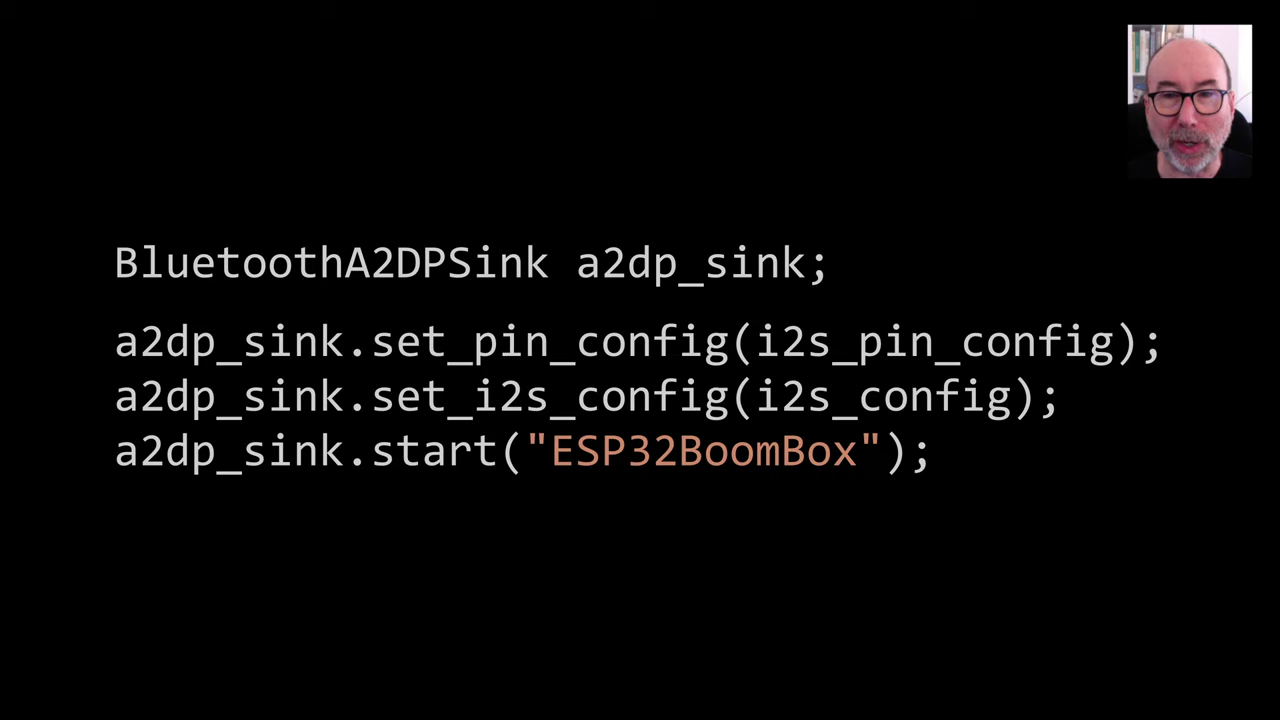 BluetoothA2DPSink a2dp_sink;
a2dp_sink.set_pin_config(i2s_pin_config);
a2dp_sink.set_i2s_config(i2s_config);
a2dp_sink.start("ESP32BoomBox");